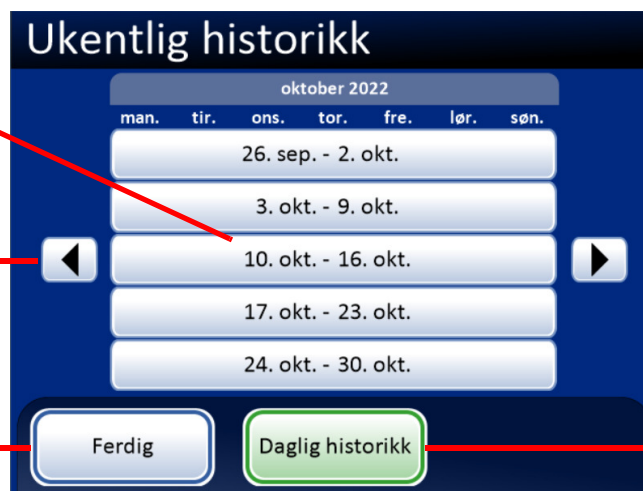 Ukentlig historikk
oktober 2022
man. tir. ons. tor. fre. lør. søn.
26. sep. - 2. okt.
3. okt. - 9. okt.
10. okt. - 16. okt.
17. okt. - 23. okt.
24. okt. - 30. okt.
Ferdig
Daglig historikk